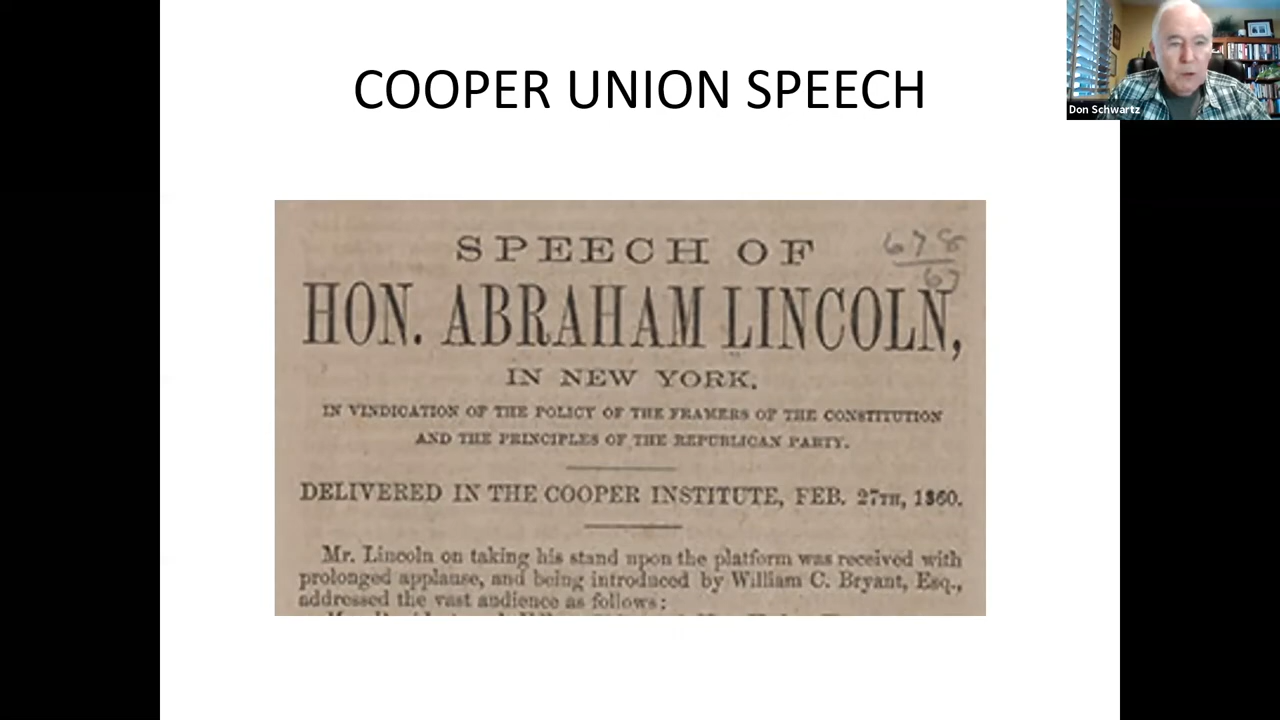 COOPER UNION SPEECH
Don Schwartz
678
67
SPEECH OF
HON. ABRAHAM LINCOLN,
IN NEW YORK.
IN VINDICATION OF THE POLICY OF THE FRAMERS OF THE CONSTITUTION
AND THE PRINCIPLES OF THE REPUBLICAN PARTY.
DELIVERED IN THE COOPER INSTITUTE, FEB. 27TH, 1860.
Mr. Lincoln on taking his stand upon the platform was received with
prolonged applause, and being introduced by William C. Bryant, Esq.,
addressed the vast audience as follows: